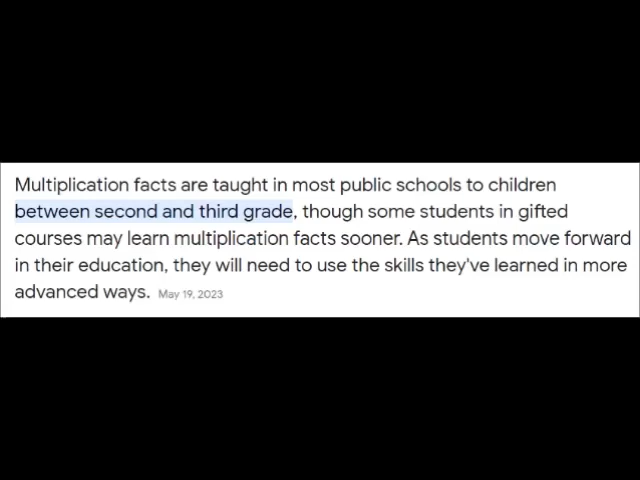 Multiplication facts are taught in most public schools to children
between second and third grade, though some students in gifted
courses may learn multiplication facts sooner. As students move forward
in their education, they will need to use the skills they've learned in more
advanced ways. May 19, 2023